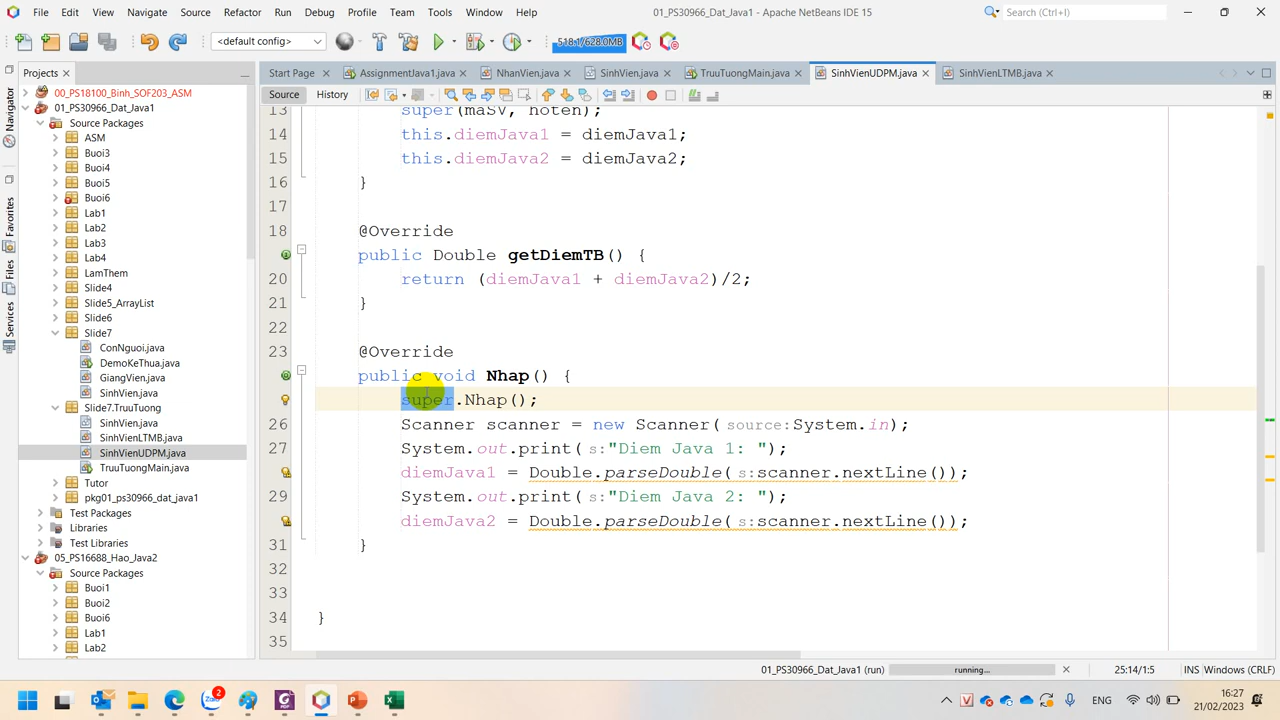 File Edit View Navigate Source Refactor Run Debug Profile Team Tools Window Help
01_PS30966_Dat_Java1 - Apache NetBeans IDE 15
Search (Ctrl+I)
<default config>
518.1/628.0MB
Projects
Start Page
AssignmentJava1.java
NhanVien.java
SinhVien.java
TruuTuongMain.java
SinhVienUDPM.java
SinhVienLTMB.java
Source History
Navigator
Favorites
Files
Services
00_PS18100_Binh_SOF203_ASM
01_PS30966_Dat_Java1
Source Packages
ASM
Buoi3
Buoi4
Buoi5
Buoi6
Lab1
Lab2
Lab3
Lab4
LamThem
Slide4
Slide5_ArrayList
Slide6
Slide7
ConNguoi.java
DemoKeThua.java
GiangVien.java
SinhVien.java
Slide7.TruuTuong
SinhVien.java
SinhVienLTMB.java
SinhVienUDPM.java
TruuTuongMain.java
Tutor
pkg01_ps30966_dat_java1
Test Packages
Libraries
Test Libraries
05_PS16688_Hao_Java2
Source Packages
Buoi1
Buoi2
Buoi6
Lab1
Lab2
13 super(maSV, hoten);
14 this.diemJava1 = diemJava1;
15 this.diemJava2 = diemJava2;
16 }
17
18 @Override
public Double getDiemTB() {
20 return (diemJava1 + diemJava2)/2;
21 }
22
23 @Override
public void Nhap() {
super.Nhap();
26 Scanner scanner = new Scanner(source:System.in);
27 System.out.print(s:"Diem Java 1: ");
diemJava1 = Double.parseDouble(s:scanner.nextLine());
29 System.out.print(s:"Diem Java 2: ");
diemJava2 = Double.parseDouble(s:scanner.nextLine());
31 }
32
33
34 }
35
01_PS30966_Dat_Java1 (run)
running...
25:14/1:5
INS
Windows (CRLF)
2
ENG
16:27
21/02/2023